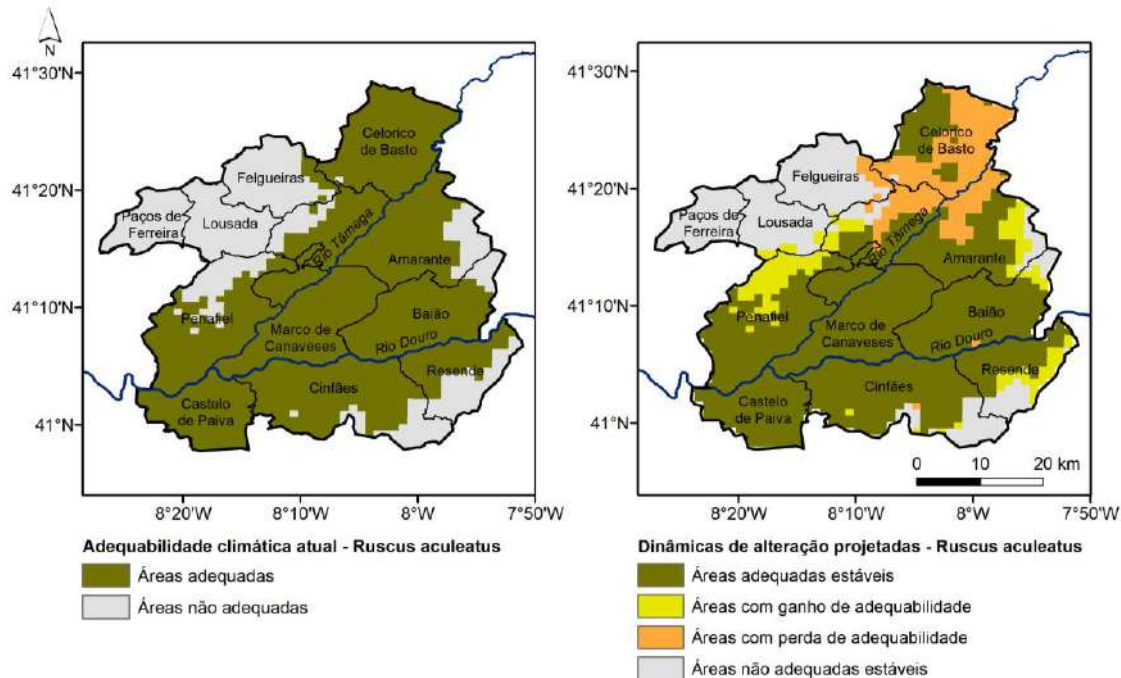 N
41°30'N
41°20'N
41°10'N
41°N
8°20'W
8°10'W
8°W
7°50'W
Celorico
de Basto
Felgueiras
Paços de
Ferreira
Lousada
Rio Tâmega
Amarante
Penafiel
Marco de
Canaveses
Baião
Rio Douro
Resende
Cinfães
Castelo
de Paiva
Adequabilidade climática atual - Ruscus aculeatus
Áreas adequadas
Áreas não adequadas
41°30'N
41°20'N
41°10'N
41°N
8°20'W
8°10'W
8°W
7°50'W
Celorico
de Basto
Felgueiras
Paços de
Ferreira
Lousada
Rio Tâmega
Amarante
Penafiel
Marco de
Canaveses
Baião
Rio Douro
Resende
Cinfães
Castelo
de Paiva
0 10 20 km
Dinâmicas de alteração projetadas - Ruscus aculeatus
Áreas adequadas estáveis
Áreas com ganho de adequabilidade
Áreas com perda de adequabilidade
Áreas não adequadas estáveis